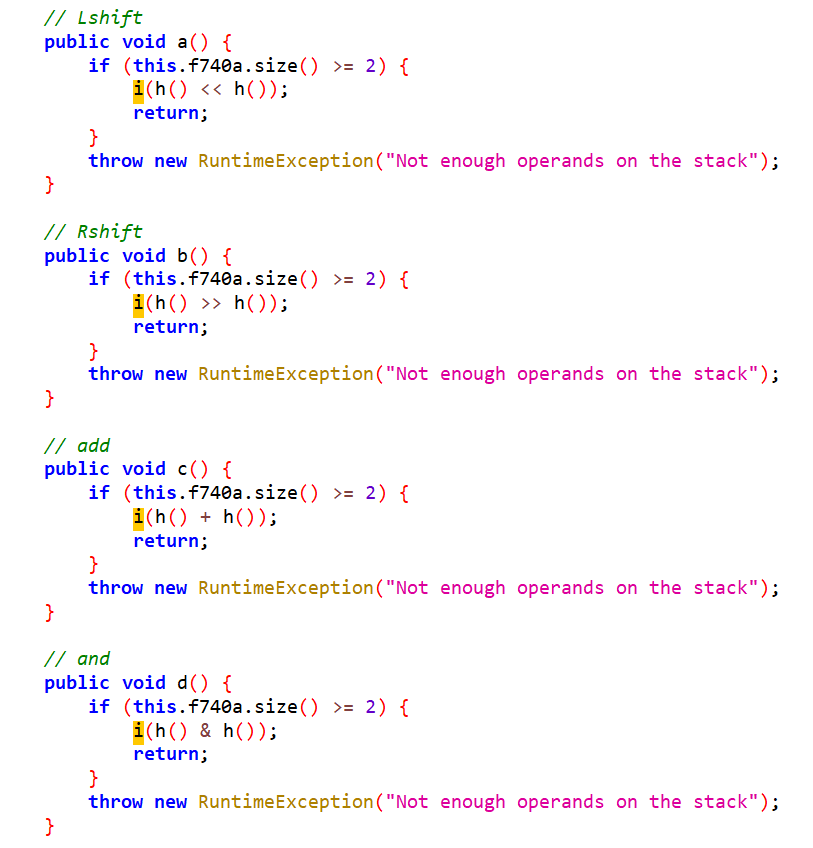 // Lshift
public void a() {
    if (this.f740a.size() >= 2) {
        i(h() << h());
        return;
    }
    throw new RuntimeException("Not enough operands on the stack");
}

// Rshift
public void b() {
    if (this.f740a.size() >= 2) {
        i(h() >> h());
        return;
    }
    throw new RuntimeException("Not enough operands on the stack");
}

// add
public void c() {
    if (this.f740a.size() >= 2) {
        i(h() + h());
        return;
    }
    throw new RuntimeException("Not enough operands on the stack");
}

// and
public void d() {
    if (this.f740a.size() >= 2) {
        i(h() & h());
        return;
    }
    throw new RuntimeException("Not enough operands on the stack");
}